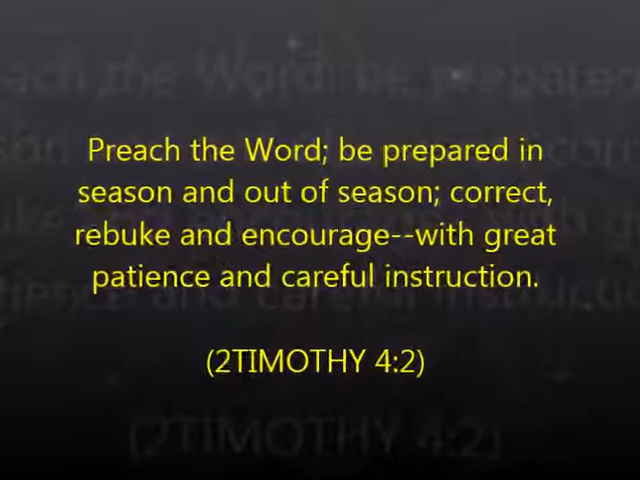 Preach the Word; be prepared in
season and out of season; correct,
rebuke and encourage--with great
patience and careful instruction.
(2TIMOTHY 4:2)